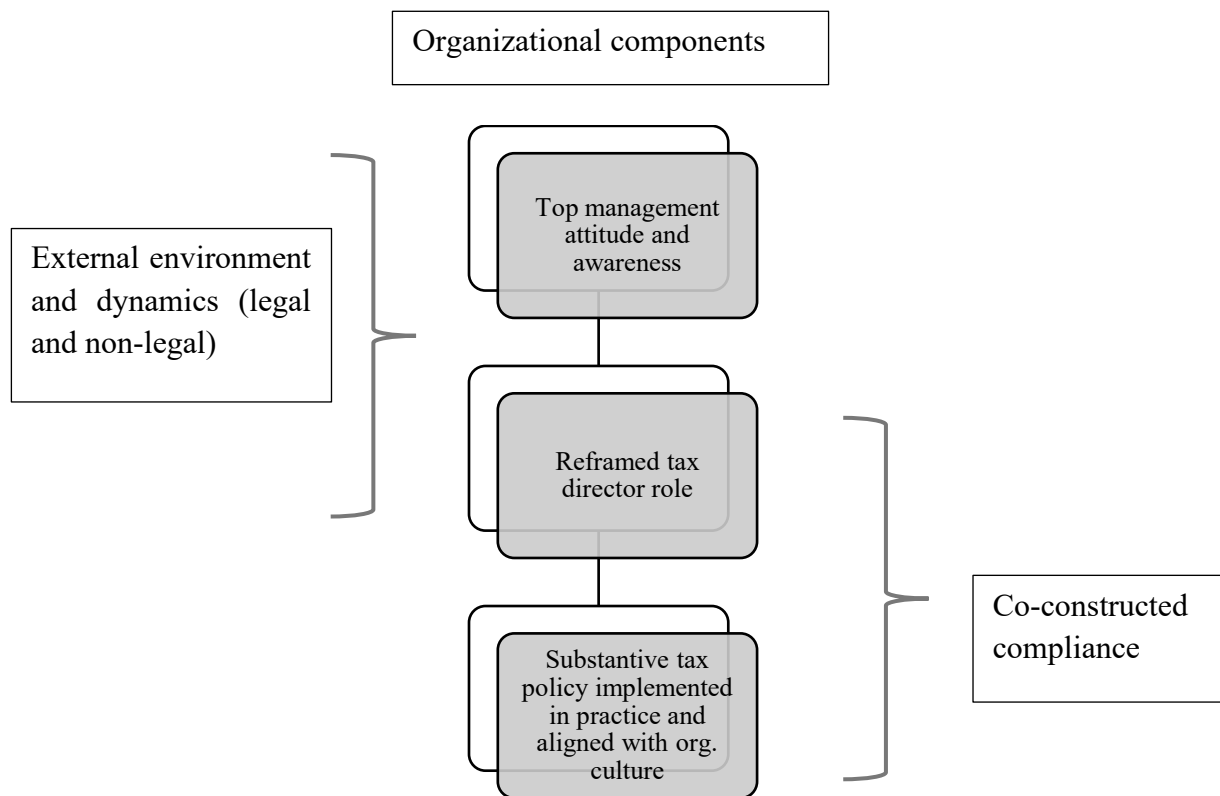 Organizational components
Top management
attitude and
awareness
External environment
and dynamics (legal
and non-legal)
Reframed tax
director role
Co-constructed
compliance
Substantive tax
policy implemented
in practice and
aligned with org.
culture